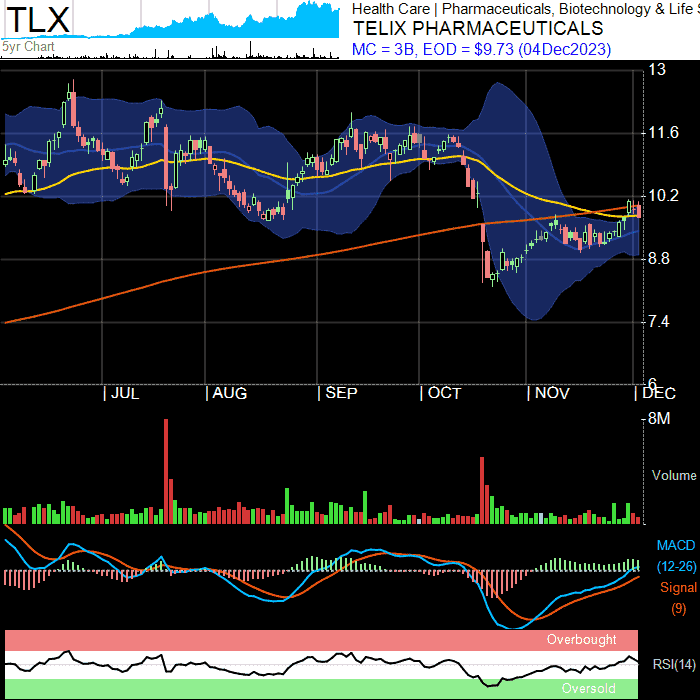 TLX
5yr Chart
Health Care | Pharmaceuticals, Biotechnology & Life S
TELIX PHARMACEUTICALS
MC = 3B, EOD = $9.73 (04Dec2023)
13
11.6
10.2
8.8
7.4
6
JUL AUG SEP OCT NOV DEC
8M
Volume
MACD
(12-26)
Signal
(9)
Overbought
RSI(14)
Oversold